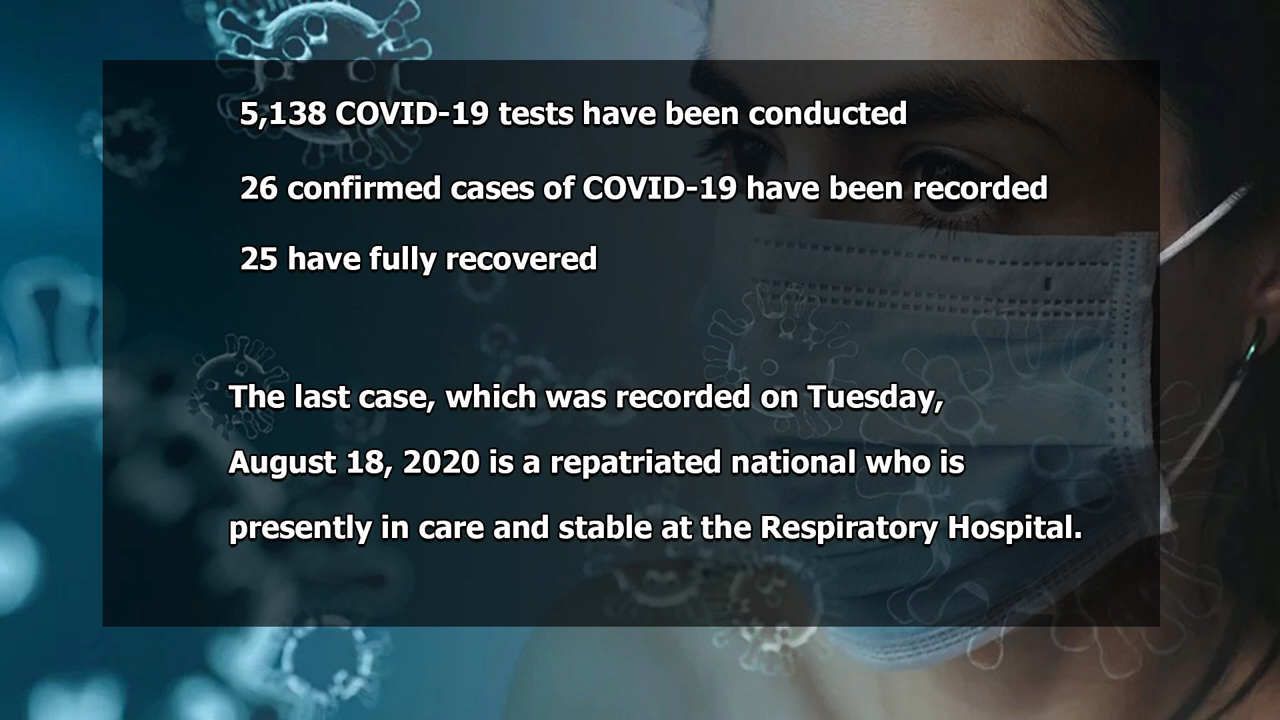 5,138 COVID-19 tests have been conducted
26 confirmed cases of COVID-19 have been recorded
25 have fully recovered
The last case, which was recorded on Tuesday,
August 18, 2020 is a repatriated national who is
presently in care and stable at the Respiratory Hospital.